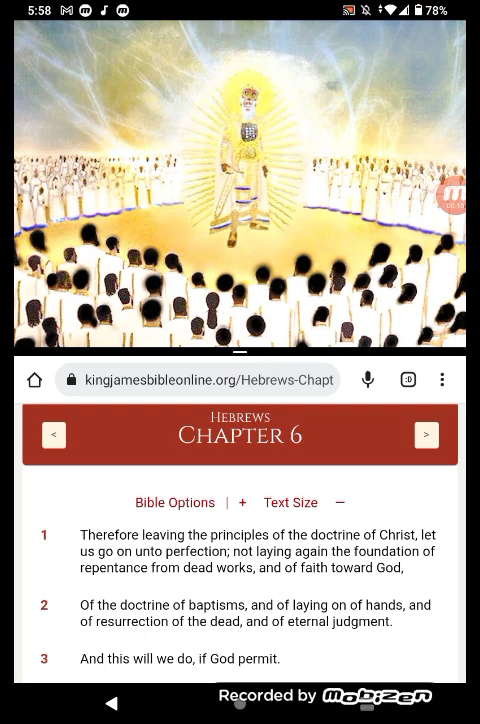 5:58
78%
00:10
kingjamesbibleonline.org/Hebrews-Chapt
:D
HEBREWS
<
CHAPTER 6
>
Bible Options | + Text Size —
1 Therefore leaving the principles of the doctrine of Christ, let
us go on unto perfection; not laying again the foundation of
repentance from dead works, and of faith toward God,
2 Of the doctrine of baptisms, and of laying on of hands, and
of resurrection of the dead, and of eternal judgment.
3 And this will we do, if God permit.
Recorded by Mobizen